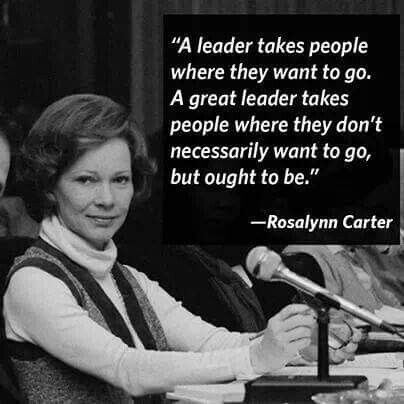 “A leader takes people
where they want to go.
A great leader takes
people where they don’t
necessarily want to go,
but ought to be.”
—Rosalynn Carter